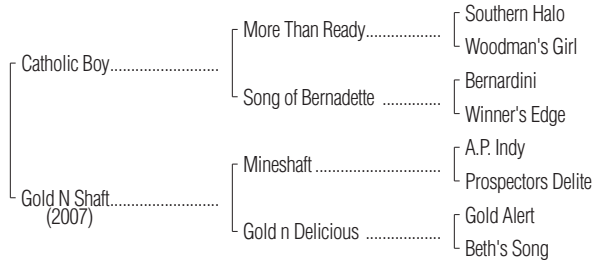 Southern Halo
More Than Ready..................
Woodman's Girl
Catholic Boy.........................
Bernardini
Song of Bernadette ..............
Winner's Edge
A.P. Indy
Mineshaft ..............................
Prospectors Delite
Gold N Shaft.........................
(2007)
Gold Alert
Gold n Delicious ..................
Beth's Song